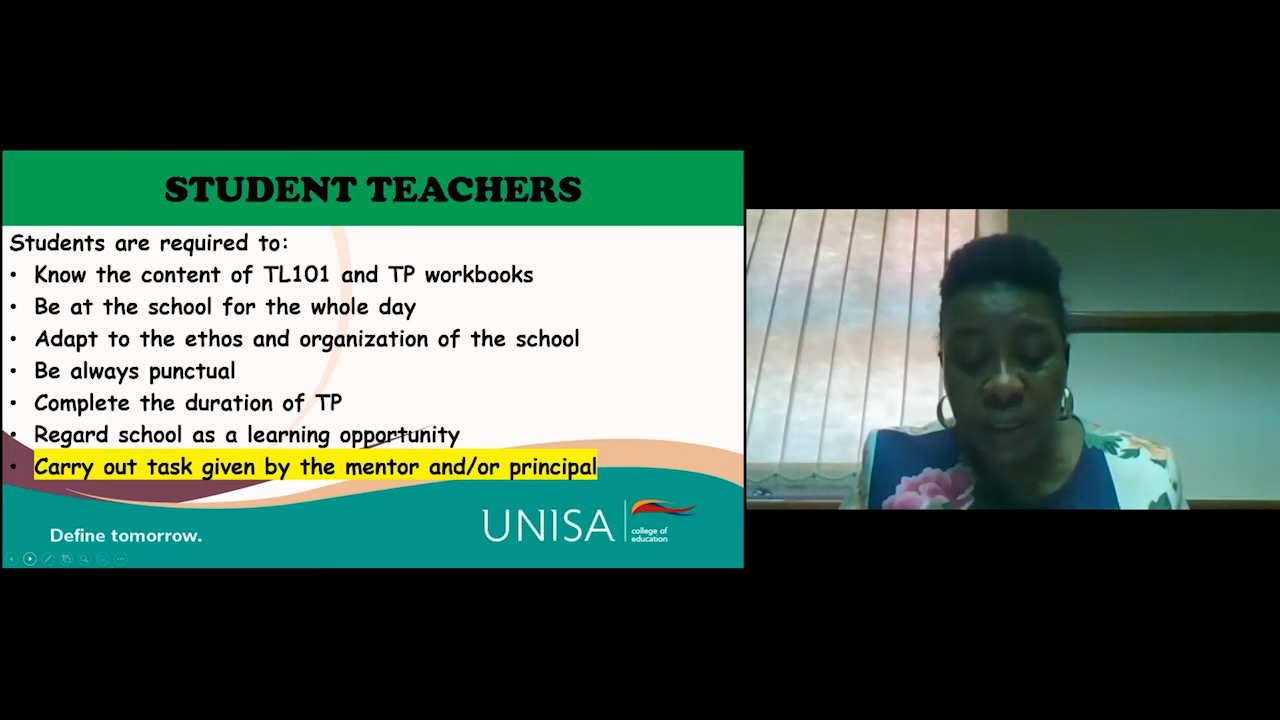 STUDENT TEACHERS
Students are required to:
• Know the content of TL101 and TP workbooks
• Be at the school for the whole day
• Adapt to the ethos and organization of the school
• Be always punctual
• Complete the duration of TP
• Regard school as a learning opportunity
• Carry out task given by the mentor and/or principal
Define tomorrow.
UNISA
college of
education